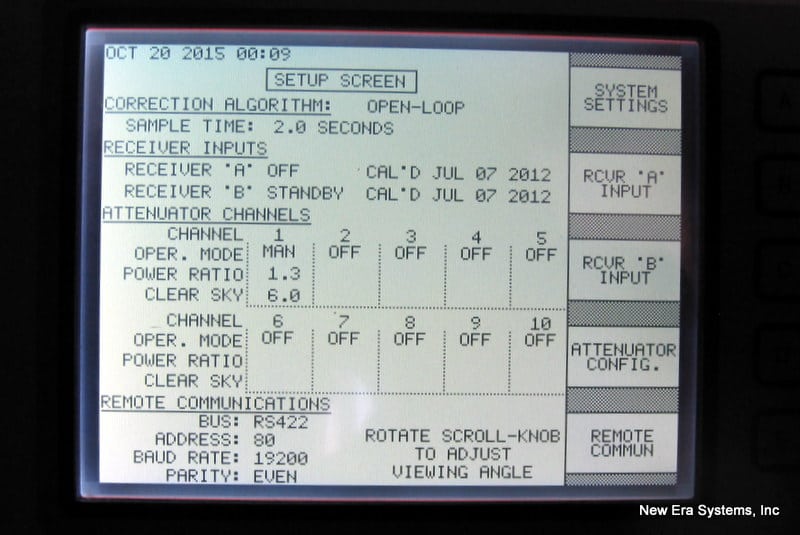 OCT 20 2015 00:09
SETUP SCREEN
CORRECTION ALGORITHM: OPEN-LOOP
SAMPLE TIME: 2.0 SECONDS
RECEIVER INPUTS
RECEIVER "A" OFF CAL'D JUL 07 2012
RECEIVER "B" STANDBY CAL'D JUL 07 2012
ATTENUATOR CHANNELS
CHANNEL 1 2 3 4 5
OPER. MODE MAN OFF OFF OFF OFF
POWER RATIO 1.3
CLEAR SKY 6.0
CHANNEL 6 7 8 9 10
OPER. MODE OFF OFF OFF OFF OFF
POWER RATIO
CLEAR SKY
REMOTE COMMUNICATIONS
BUS: RS422
ADDRESS: 80
BAUD RATE: 19200
PARITY: EVEN
ROTATE SCROLL-KNOB
TO ADJUST
VIEWING ANGLE
SYSTEM
SETTINGS
RCVR "A"
INPUT
RCVR "B"
INPUT
ATTENUATOR
CONFIG.
REMOTE
COMMUN
New Era Systems, Inc